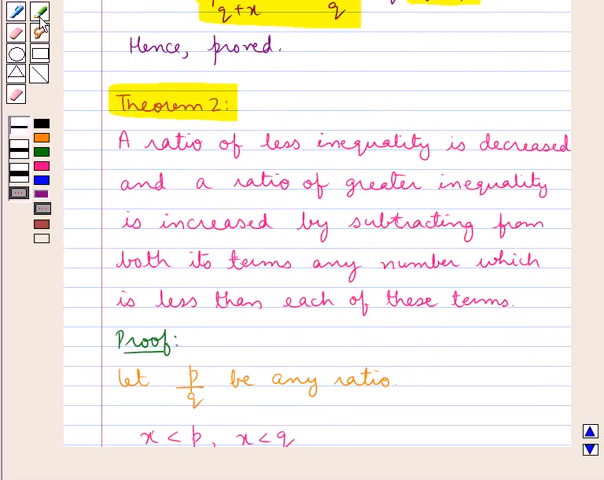 q+x q
Hence, proved.
Theorem 2:
A ratio of less inequality is decreased
and a ratio of greater inequality
is increased by subtracting from
both its terms any number which
is less than each of these terms.
Proof:
Let p/q be any ratio.
x < p, x < q